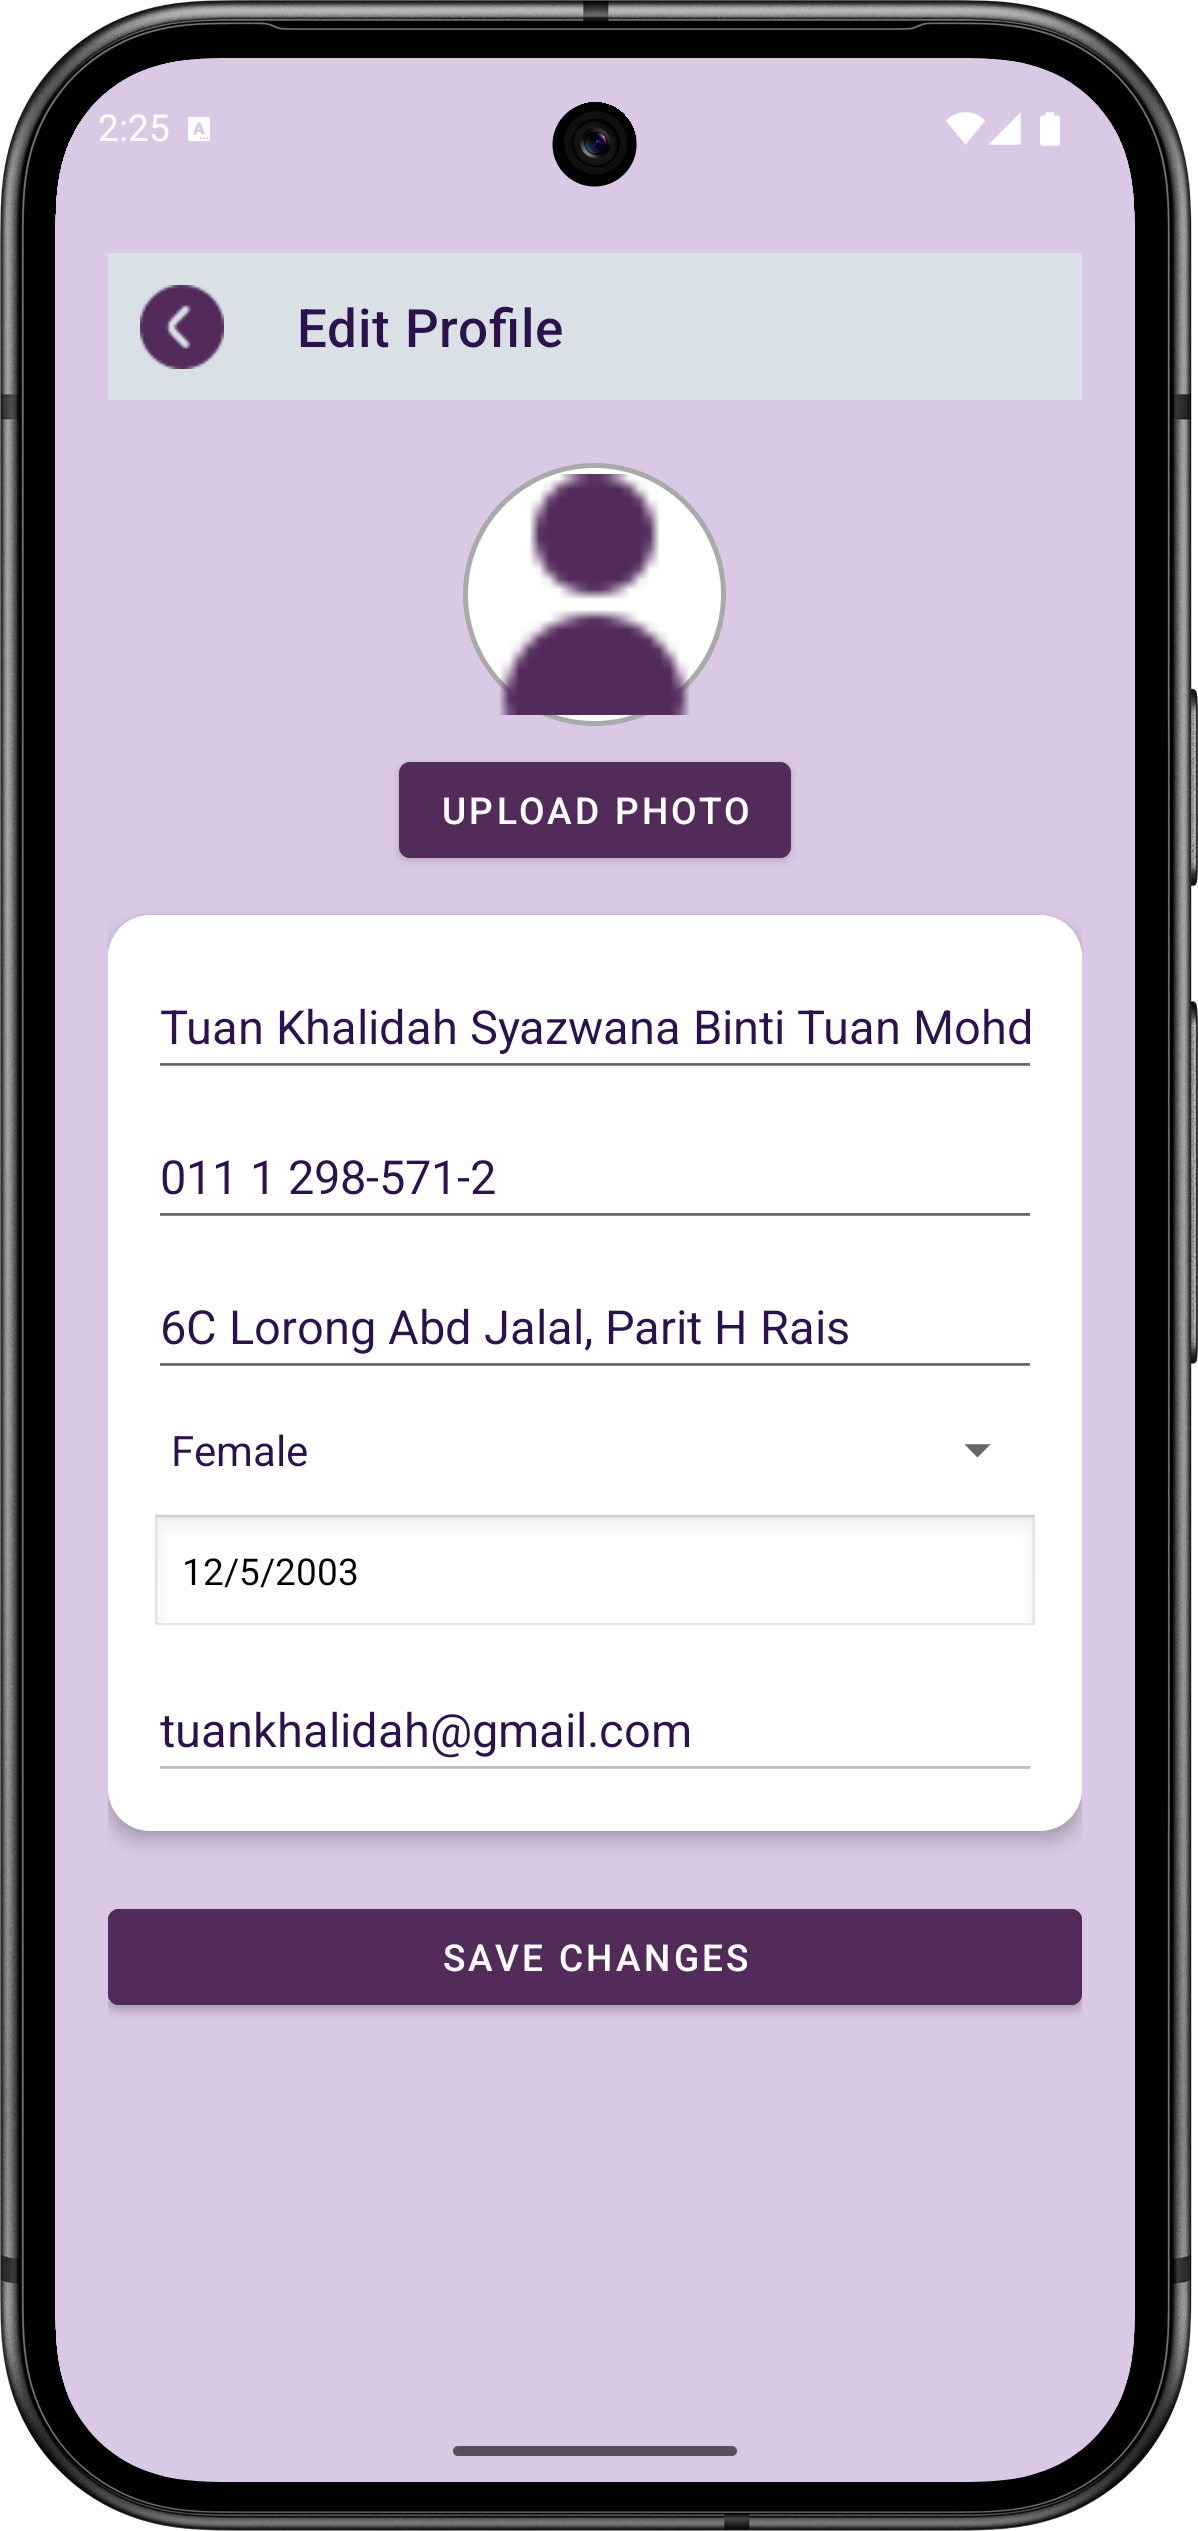 2:25 A
Edit Profile
UPLOAD PHOTO
Tuan Khalidah Syazwana Binti Tuan Mohd
011 1 298-571-2
6C Lorong Abd Jalal, Parit H Rais
Female
12/5/2003
tuankhalidah@gmail.com
SAVE CHANGES